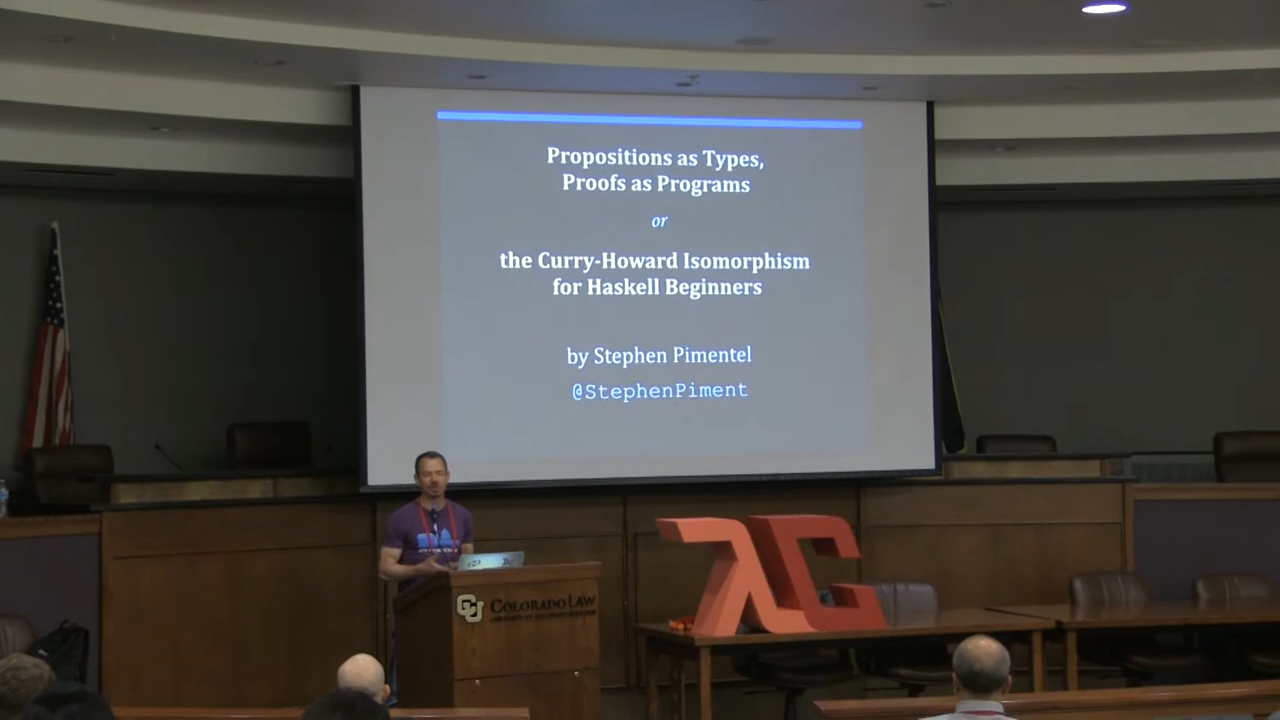 Propositions as Types,
Proofs as Programs
or
the Curry-Howard Isomorphism
for Haskell Beginners
by Stephen Pimentel
@StephenPiment
CU COLORADO LAW